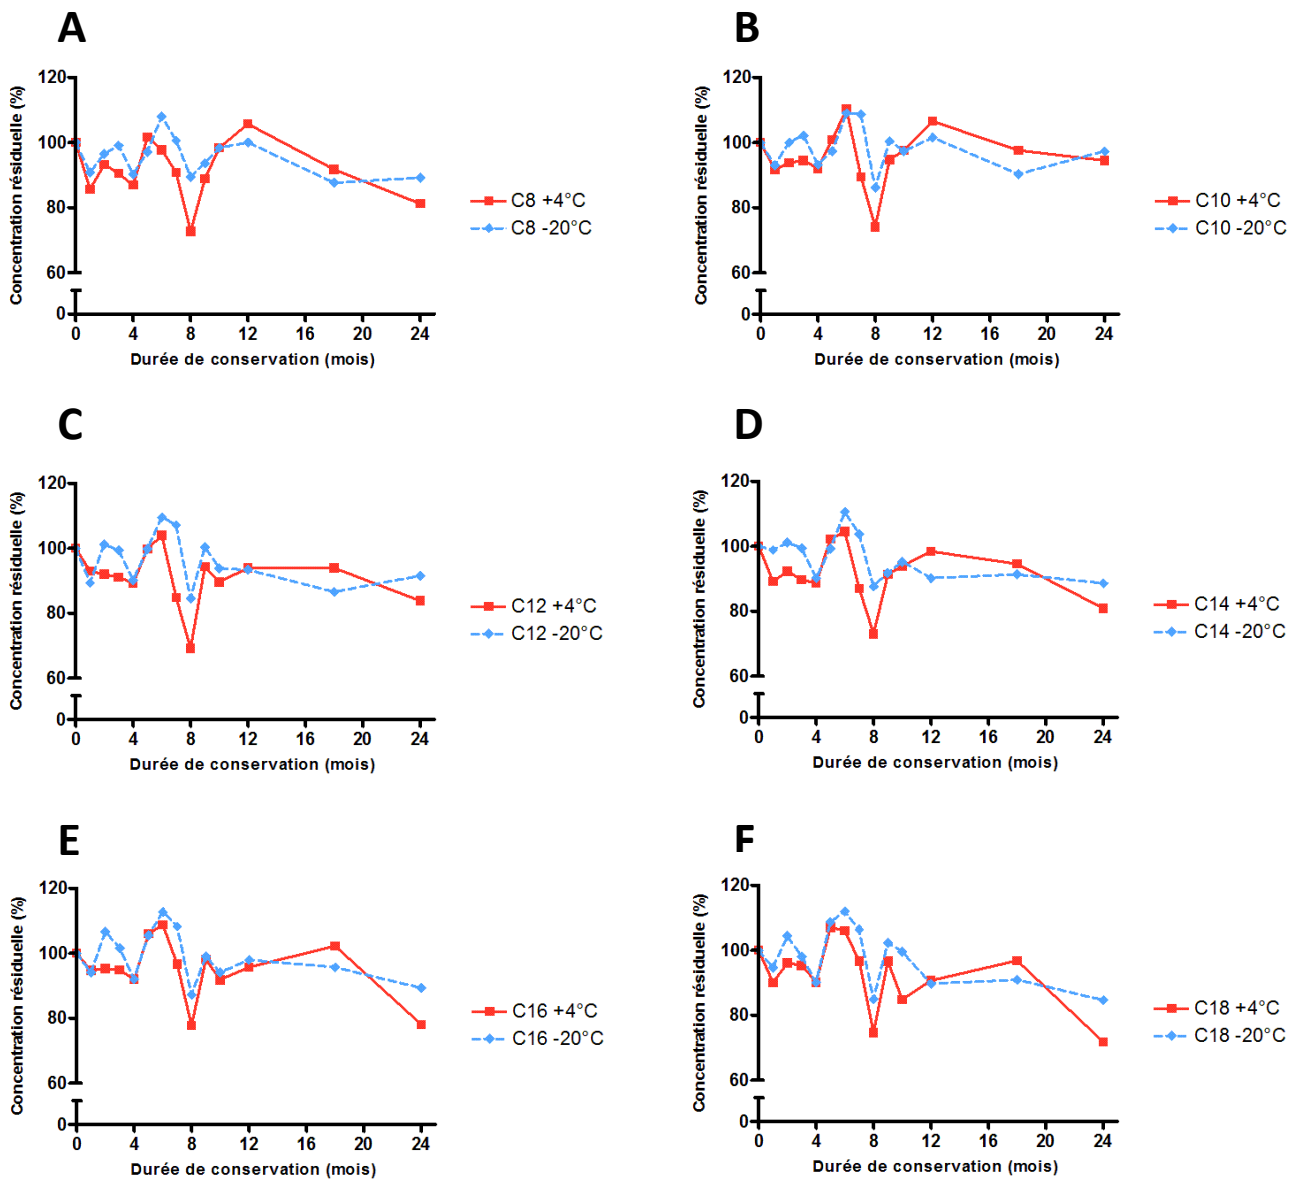 A
Concentration résiduelle (%)
120
100
80
60
0
0 4 8 12 16 20 24
Durée de conservation (mois)
C8 +4°C
C8 -20°C
B
Concentration résiduelle (%)
120
100
80
60
0
0 4 8 12 16 20 24
Durée de conservation (mois)
C10 +4°C
C10 -20°C
C
Concentration résiduelle (%)
120
100
80
60
0
0 4 8 12 16 20 24
Durée de conservation (mois)
C12 +4°C
C12 -20°C
D
Concentration résiduelle (%)
120
100
80
60
0
0 4 8 12 16 20 24
Durée de conservation (mois)
C14 +4°C
C14 -20°C
E
Concentration résiduelle (%)
120
100
80
60
0
0 4 8 12 16 20 24
Durée de conservation (mois)
C16 +4°C
C16 -20°C
F
Concentration résiduelle (%)
120
100
80
60
0
0 4 8 12 16 20 24
Durée de conservation (mois)
C18 +4°C
C18 -20°C